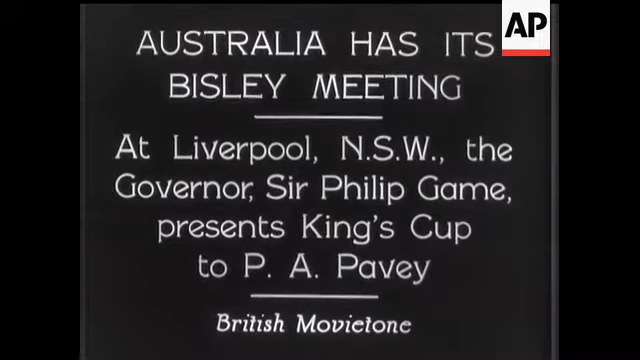 AP
AUSTRALIA HAS ITS
BISLEY MEETING
At Liverpool, N.S.W., the
Governor, Sir Philip Game,
presents King's Cup
to P. A. Pavey
British Movietone